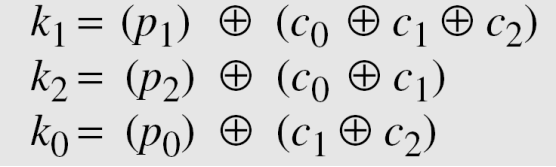 k₁ = (p₁) ⊕ (c₀ ⊕ c₁ ⊕ c₂)
k₂ = (p₂) ⊕ (c₀ ⊕ c₁)
k₀ = (p₀) ⊕ (c₁ ⊕ c₂)